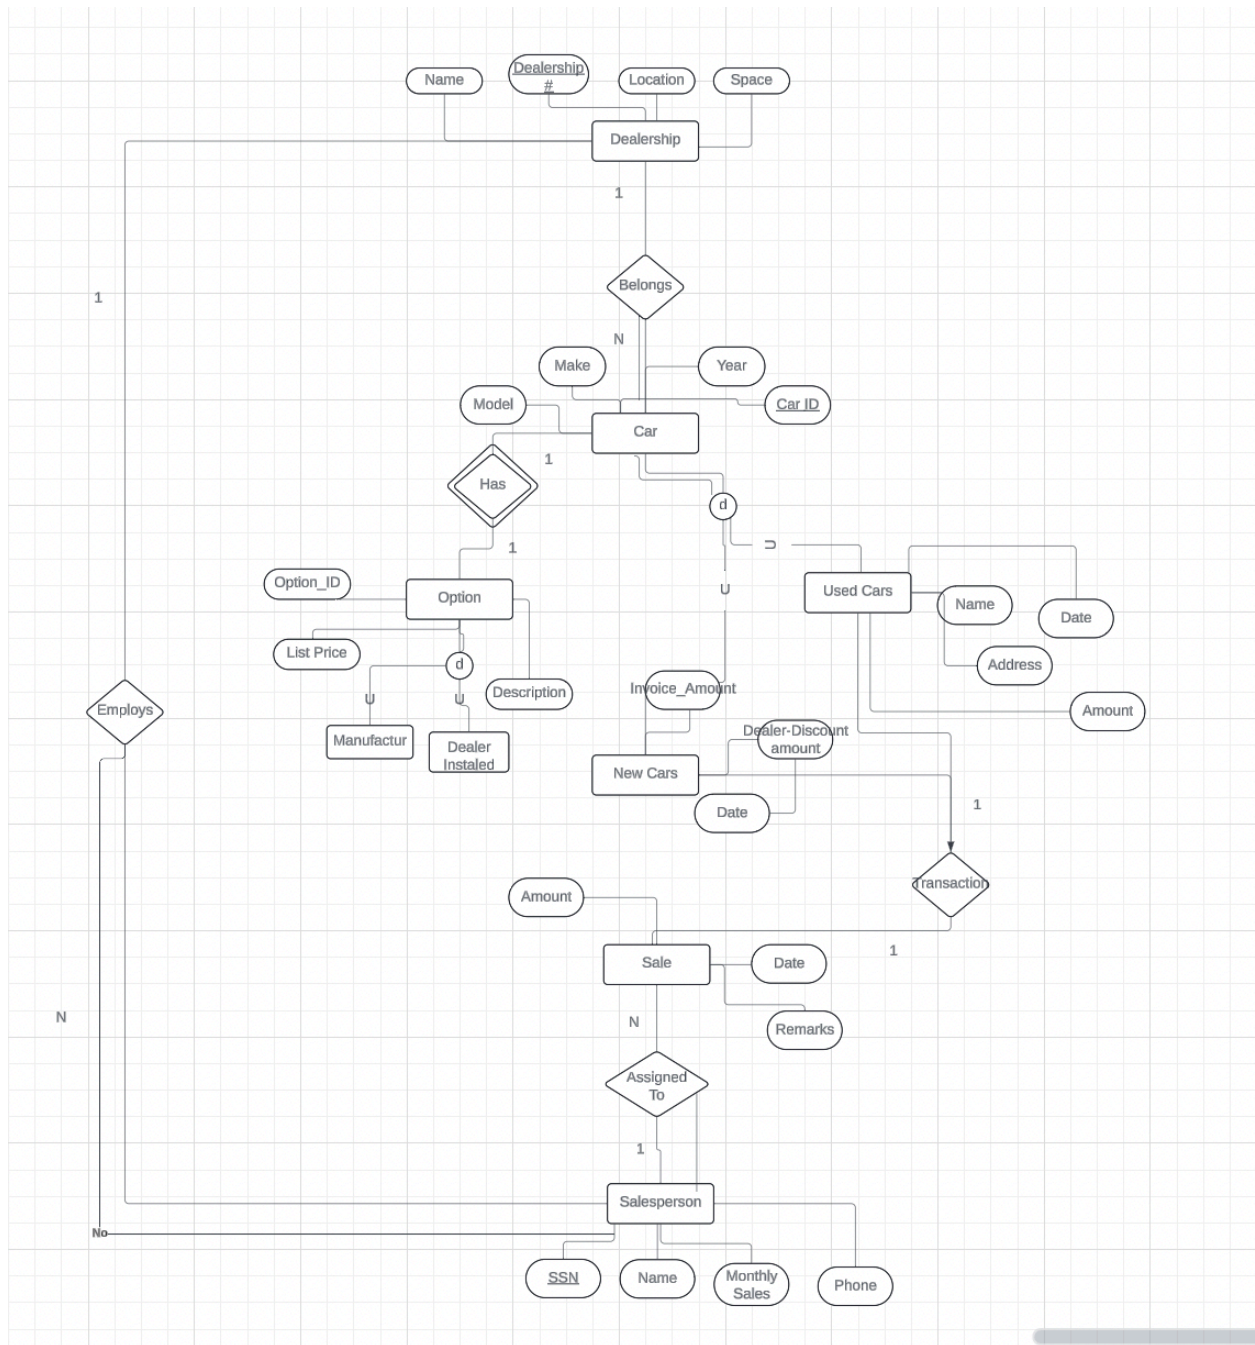 Name
Dealership
#
Location
Space
Dealership
1
1
Belongs
N
Make
Year
Model
Car ID
Car
1
Has
d
1
U
Option_ID
Option
U
Used Cars
Name
Date
List Price
d
Address
Description
Invoice_Amount
U
U
Employs
Amount
Manufactur
Dealer
Instaled
Dealer-Discount
amount
New Cars
1
Date
Transaction
Amount
1
Sale
Date
N
N
Remarks
Assigned
To
1
Salesperson
No
SSN
Name
Monthly
Sales
Phone